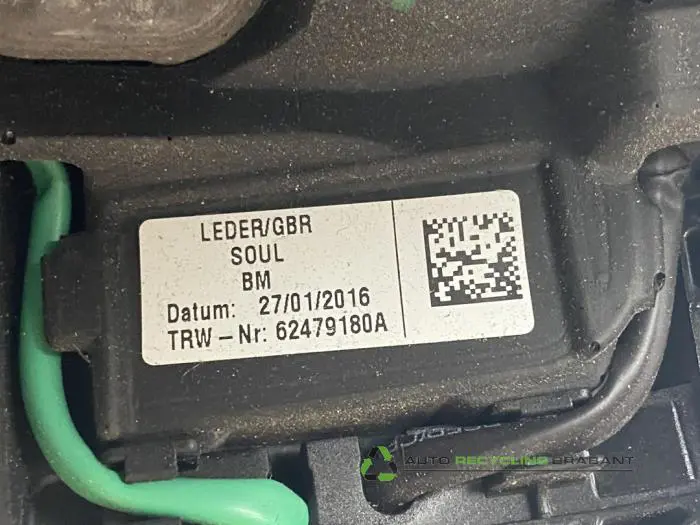 LEDER/GBR
SOUL
BM
Datum: 27/01/2016
TRW-Nr: 62479180A
AUTO RECYCLING BRABANT